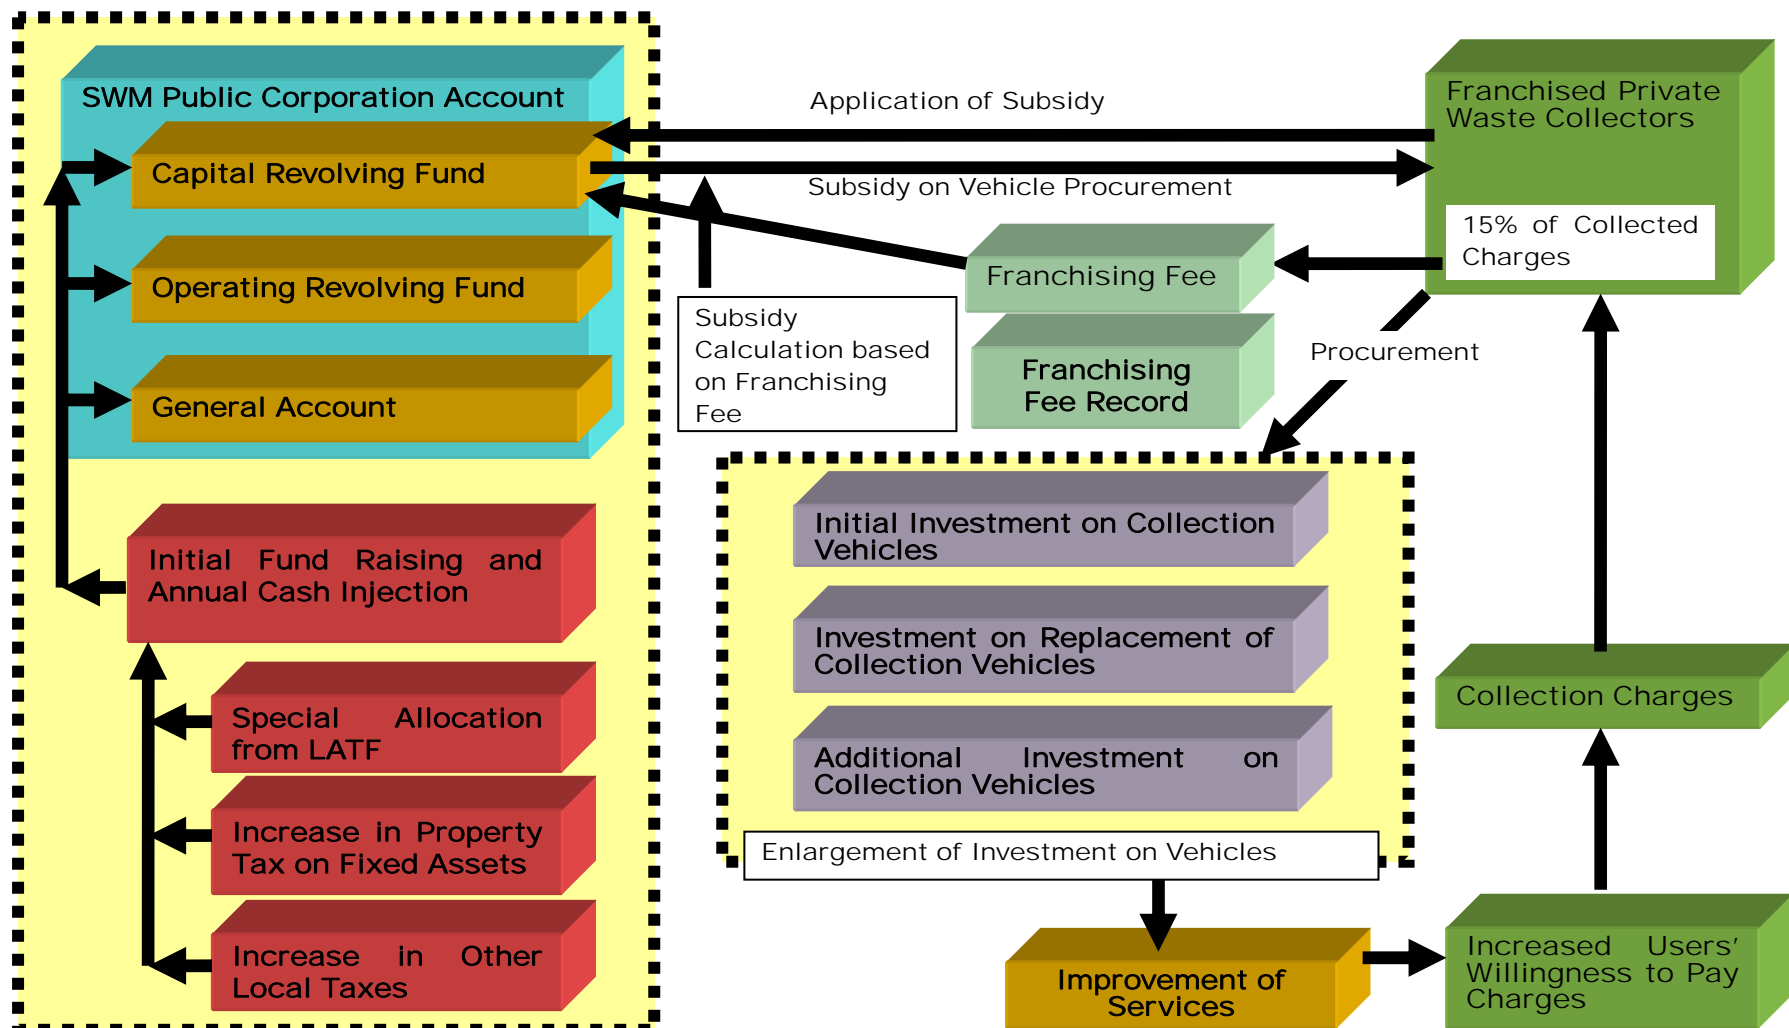 SWM Public Corporation Account
Capital Revolving Fund
Operating Revolving Fund
General Account
Initial Fund Raising and
Annual Cash Injection
Special Allocation
from LATF
Increase in Property
Tax on Fixed Assets
Increase in Other
Local Taxes
Application of Subsidy
Subsidy on Vehicle Procurement
Subsidy
Calculation based
on Franchising
Fee
Franchising Fee
Franchising
Fee Record
Franchised Private
Waste Collectors
15% of Collected
Charges
Procurement
Initial Investment on Collection
Vehicles
Investment on Replacement of
Collection Vehicles
Additional Investment on
Collection Vehicles
Enlargement of Investment on Vehicles
Improvement of
Services
Increased Users’
Willingness to Pay
Charges
Collection Charges